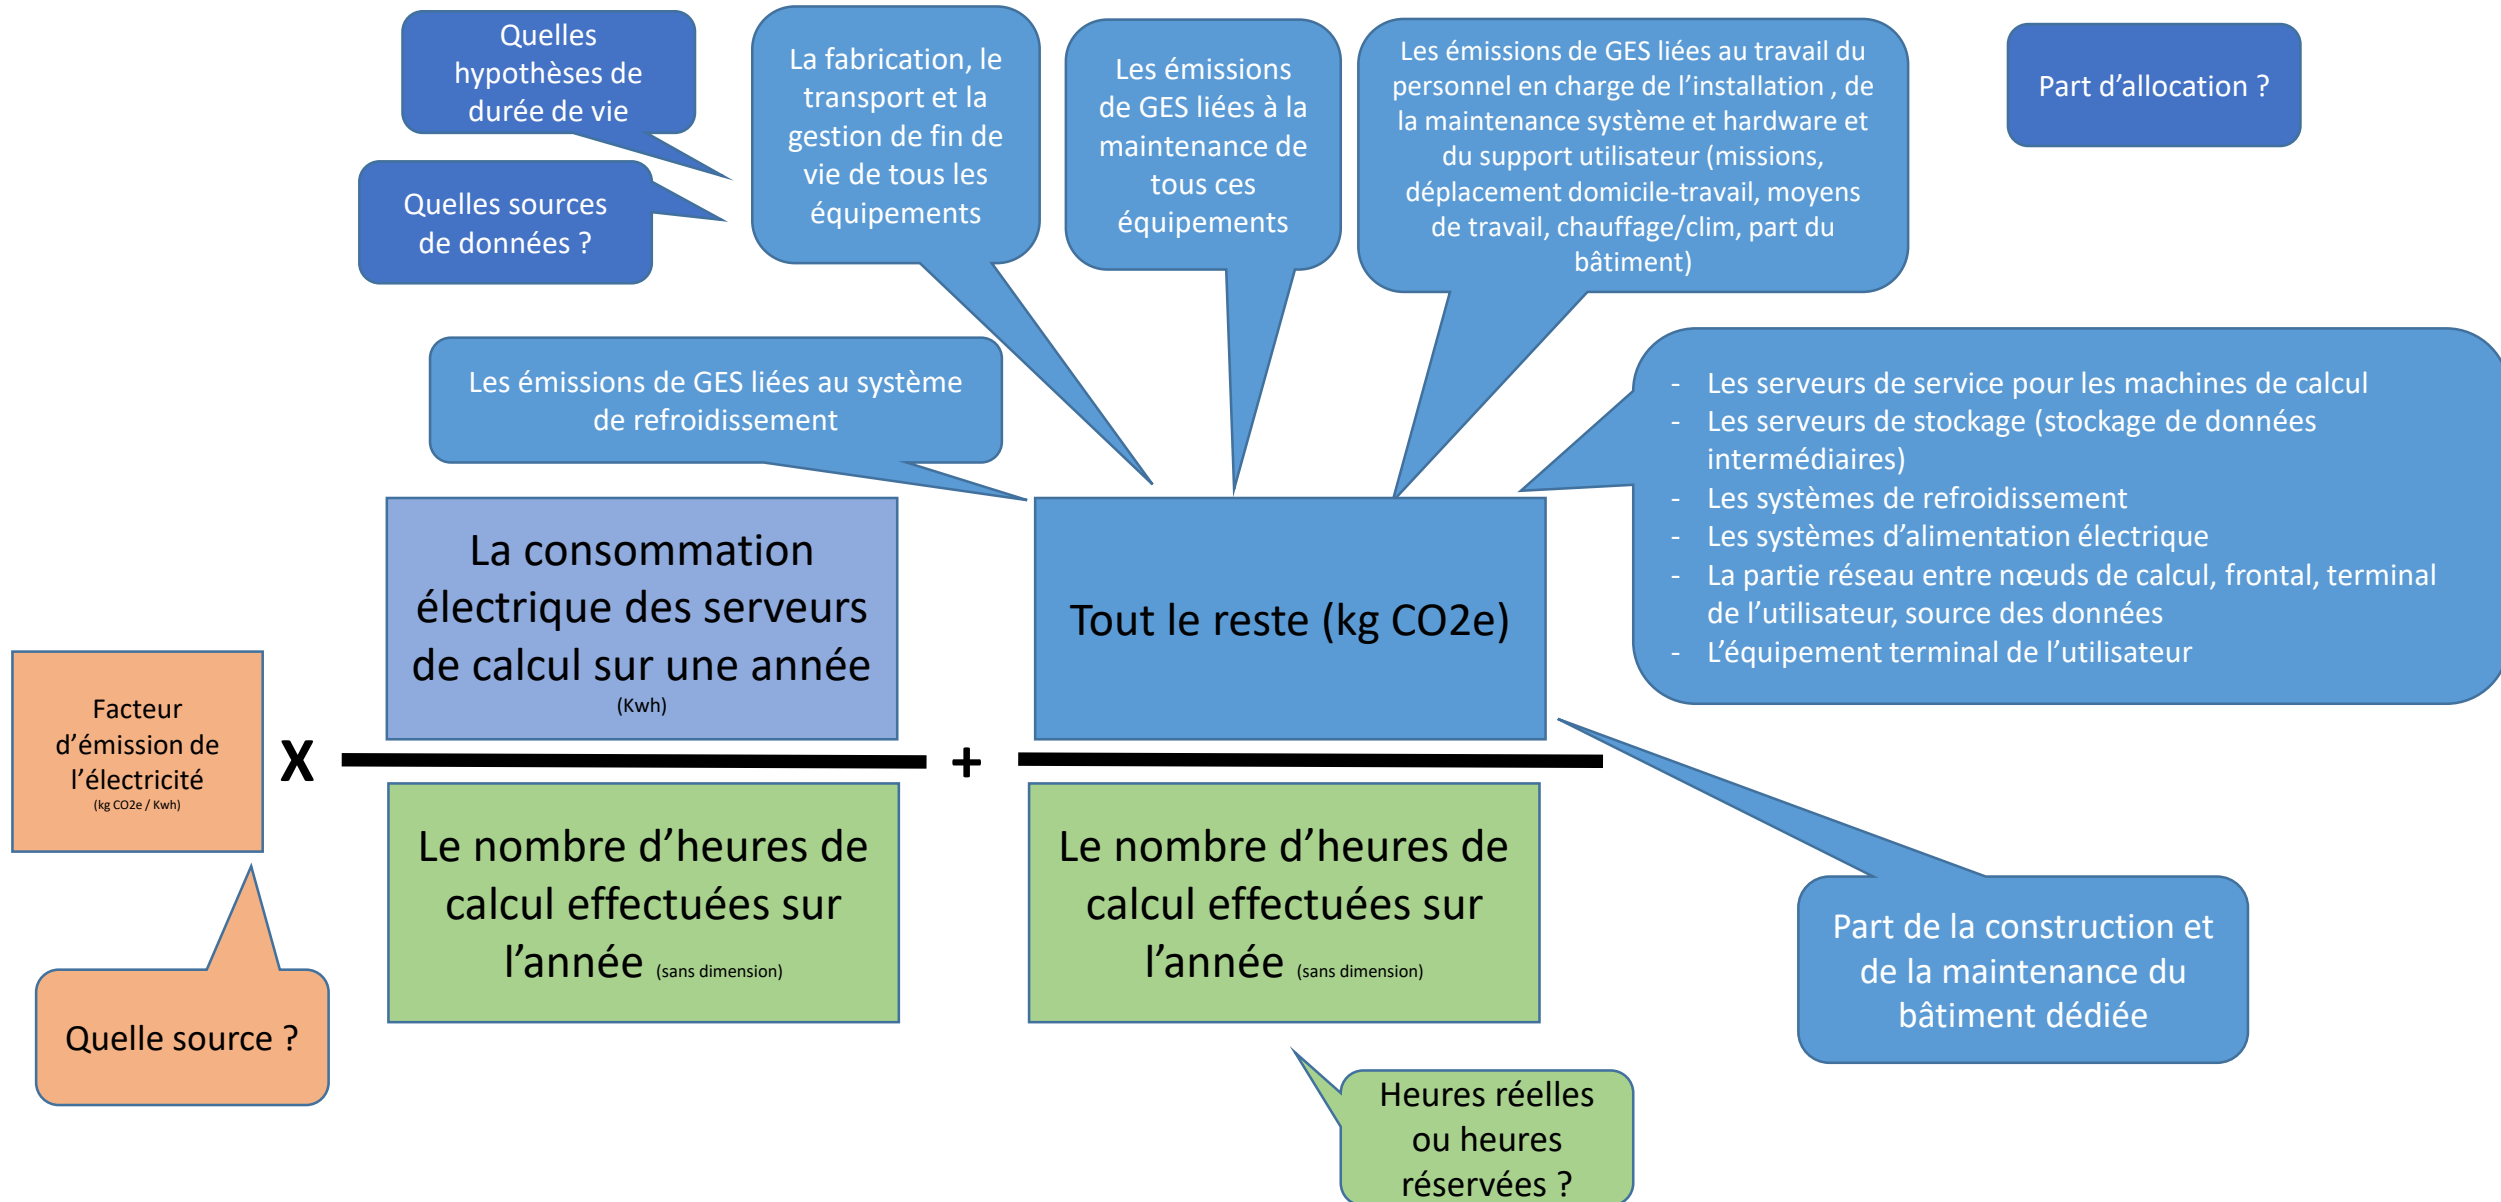 Quelles
hypothèses de
durée de vie
Quelles sources
de données ?
La fabrication, le
transport et la
gestion de fin de
vie de tous les
équipements
Les émissions
de GES liées à la
maintenance de
tous ces
équipements
Les émissions de GES liées au travail du
personnel en charge de l’installation , de
la maintenance système et hardware et
du support utilisateur (missions,
déplacement domicile-travail, moyens
de travail, chauffage/clim, part du
bâtiment)
Part d’allocation ?
Les émissions de GES liées au système
de refroidissement
- Les serveurs de service pour les machines de calcul
- Les serveurs de stockage (stockage de données
intermédiaires)
- Les systèmes de refroidissement
- Les systèmes d’alimentation électrique
- La partie réseau entre nœuds de calcul, frontal, terminal
de l’utilisateur, source des données
- L’équipement terminal de l’utilisateur
La consommation
électrique des serveurs
de calcul sur une année
(Kwh)
Tout le reste (kg CO2e)
Facteur
d’émission de
l’électricité
(kg CO2e / Kwh)
X
+
Le nombre d’heures de
calcul effectuées sur
l’année (sans dimension)
Le nombre d’heures de
calcul effectuées sur
l’année (sans dimension)
Part de la construction et
de la maintenance du
bâtiment dédiée
Quelle source ?
Heures réelles
ou heures
réservées ?